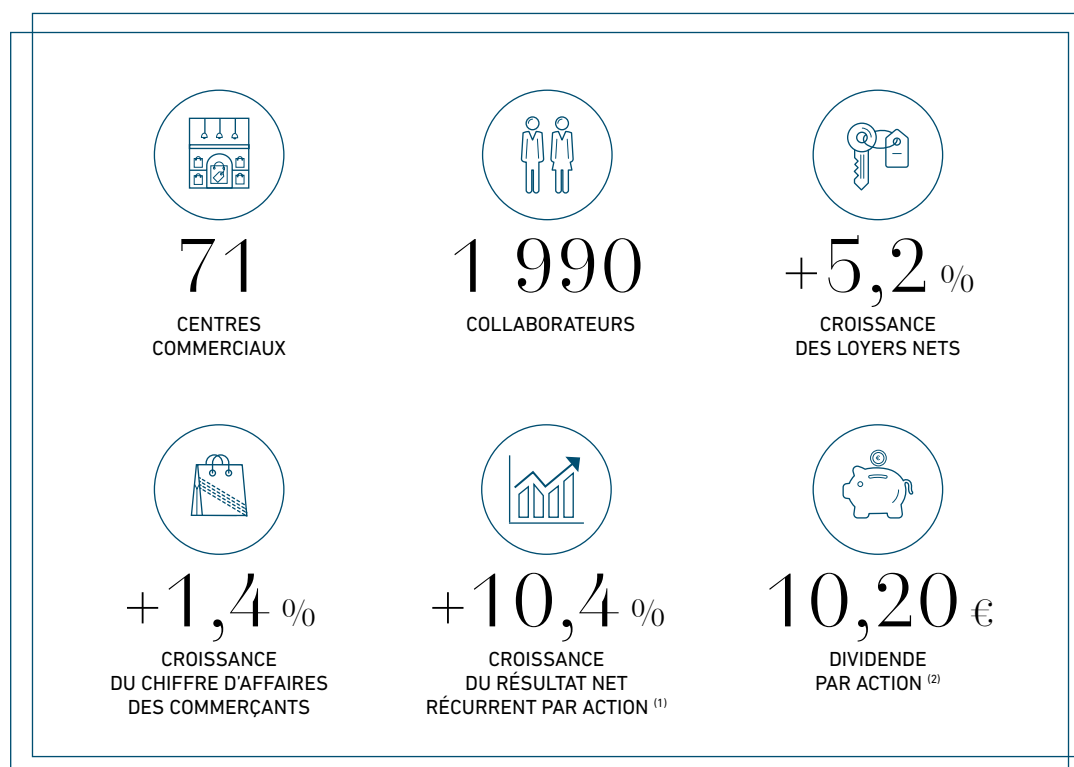 71
CENTRES
COMMERCIAUX
1 990
COLLABORATEURS
+5,2 %
CROISSANCE
DES LOYERS NETS
+1,4 %
CROISSANCE
DU CHIFFRE D'AFFAIRES
DES COMMERÇANTS
+10,4 %
CROISSANCE
DU RÉSULTAT NET
RÉCURRENT PAR ACTION (1)
€
10,20 €
DIVIDENDE
PAR ACTION (2)